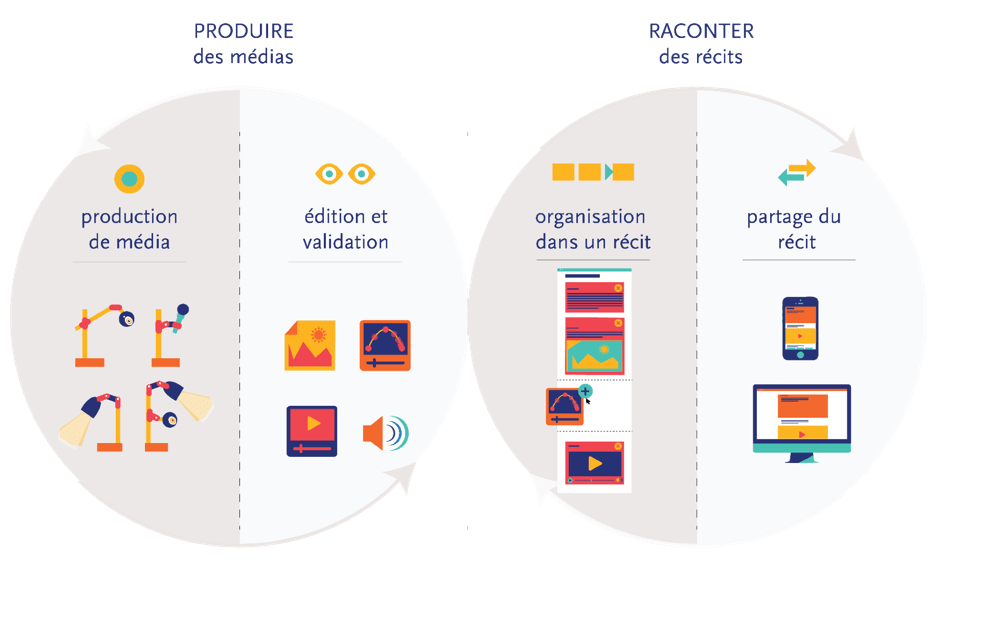 PRODUIRE
des médias
RACONTER
des récits
production
de média
édition et
validation
organisation
dans un récit
partage du
récit